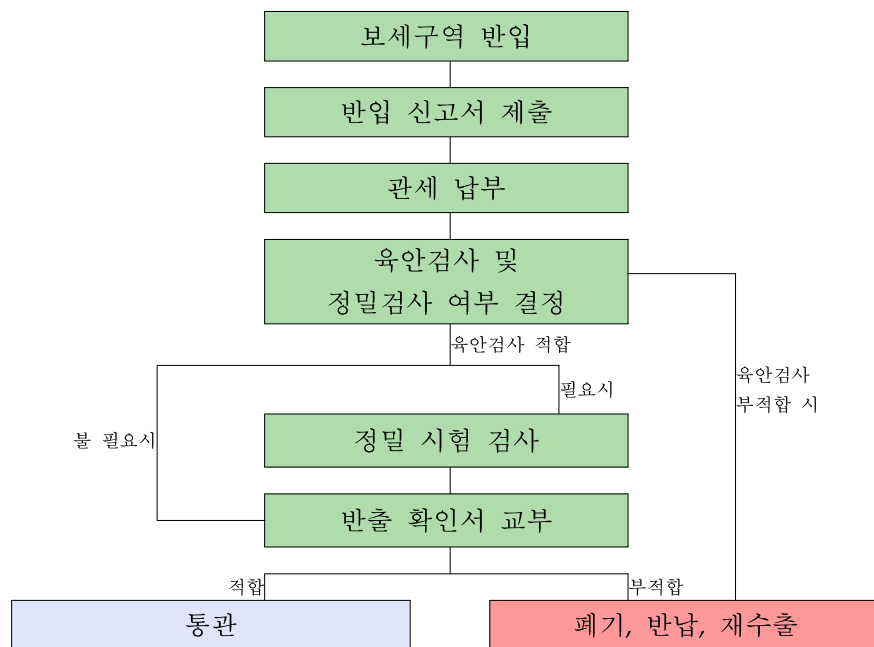 보세구역 반입
반입 신고서 제출
관세 납부
육안검사 및
정밀검사 여부 결정
육안검사 적합
육안검사
부적합 시
필요시
불 필요시
정밀 시험 검사
반출 확인서 교부
적합
부적합
통관
폐기, 반납, 재수출